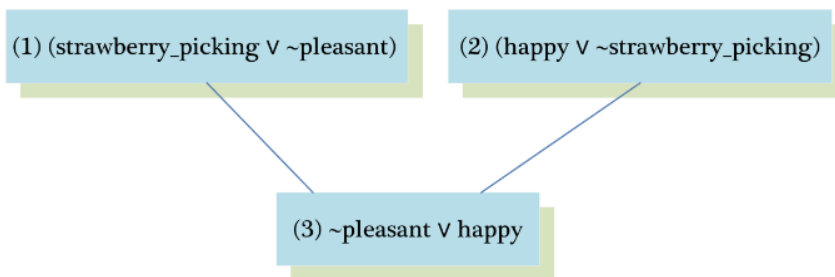 (1) (strawberry_picking ∨ ~pleasant)
(2) (happy ∨ ~strawberry_picking)
(3) ~pleasant ∨ happy